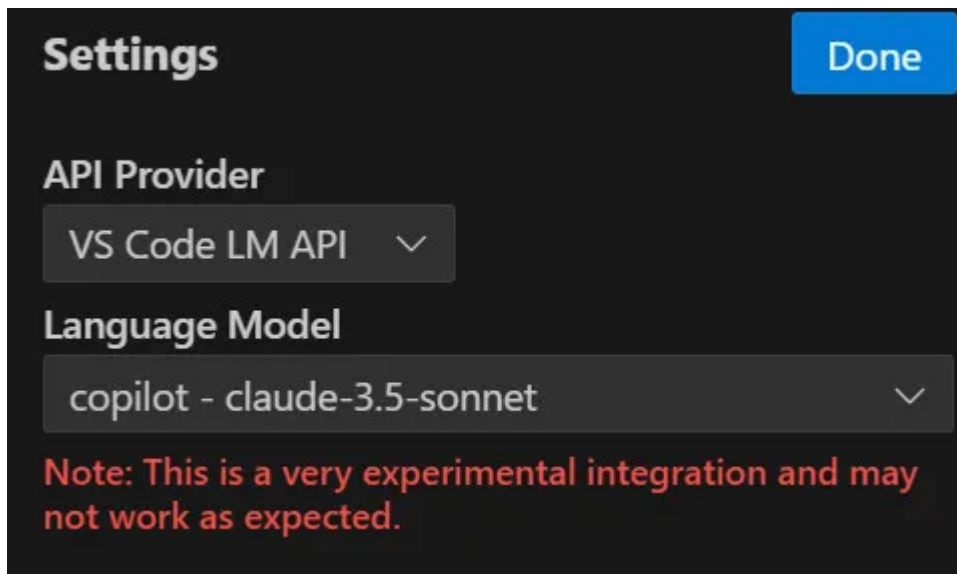 Settings
Done
API Provider
VS Code LM API
Language Model
copilot - claude-3.5-sonnet
Note: This is a very experimental integration and may
not work as expected.